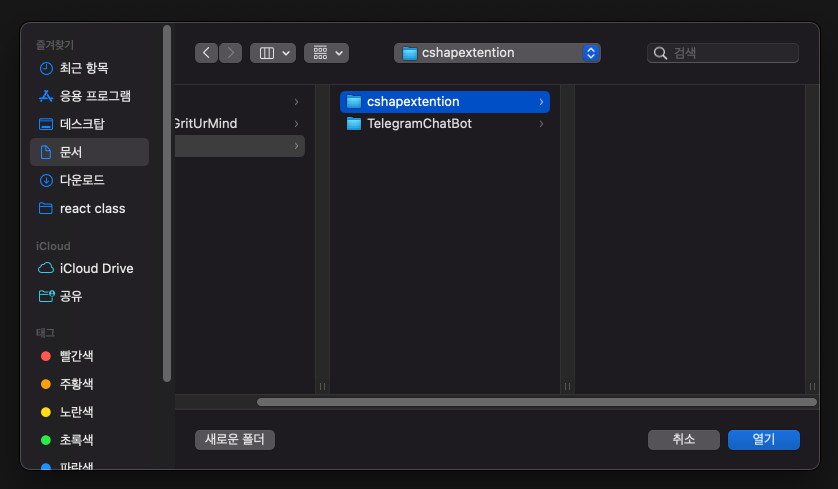 즐겨찾기
최근 항목
응용 프로그램
데스크탑
문서
다운로드
react class
iCloud
iCloud Drive
공유
태그
빨간색
주황색
노란색
초록색
파란색
cshapextention
검색
GritUrMind
cshapextention
TelegramChatBot
새로운 폴더
취소
열기